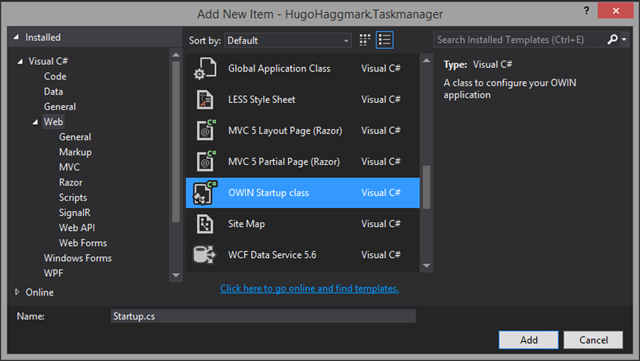 Add New Item - HugoHaggmark.Taskmanager
Installed
Sort by: Default
Search Installed Templates (Ctrl+E)
Visual C#
Code
Data
General
Web
General
Markup
MVC
Razor
Scripts
SignalR
Web API
Web Forms
Windows Forms
WPF
Online
Global Application Class Visual C#
LESS Style Sheet Visual C#
MVC 5 Layout Page (Razor) Visual C#
MVC 5 Partial Page (Razor) Visual C#
OWIN Startup class Visual C#
Site Map Visual C#
WCF Data Service 5.6 Visual C#
Click here to go online and find templates.
Type: Visual C#
A class to configure your OWIN
application
Name: Startup.cs
Add Cancel